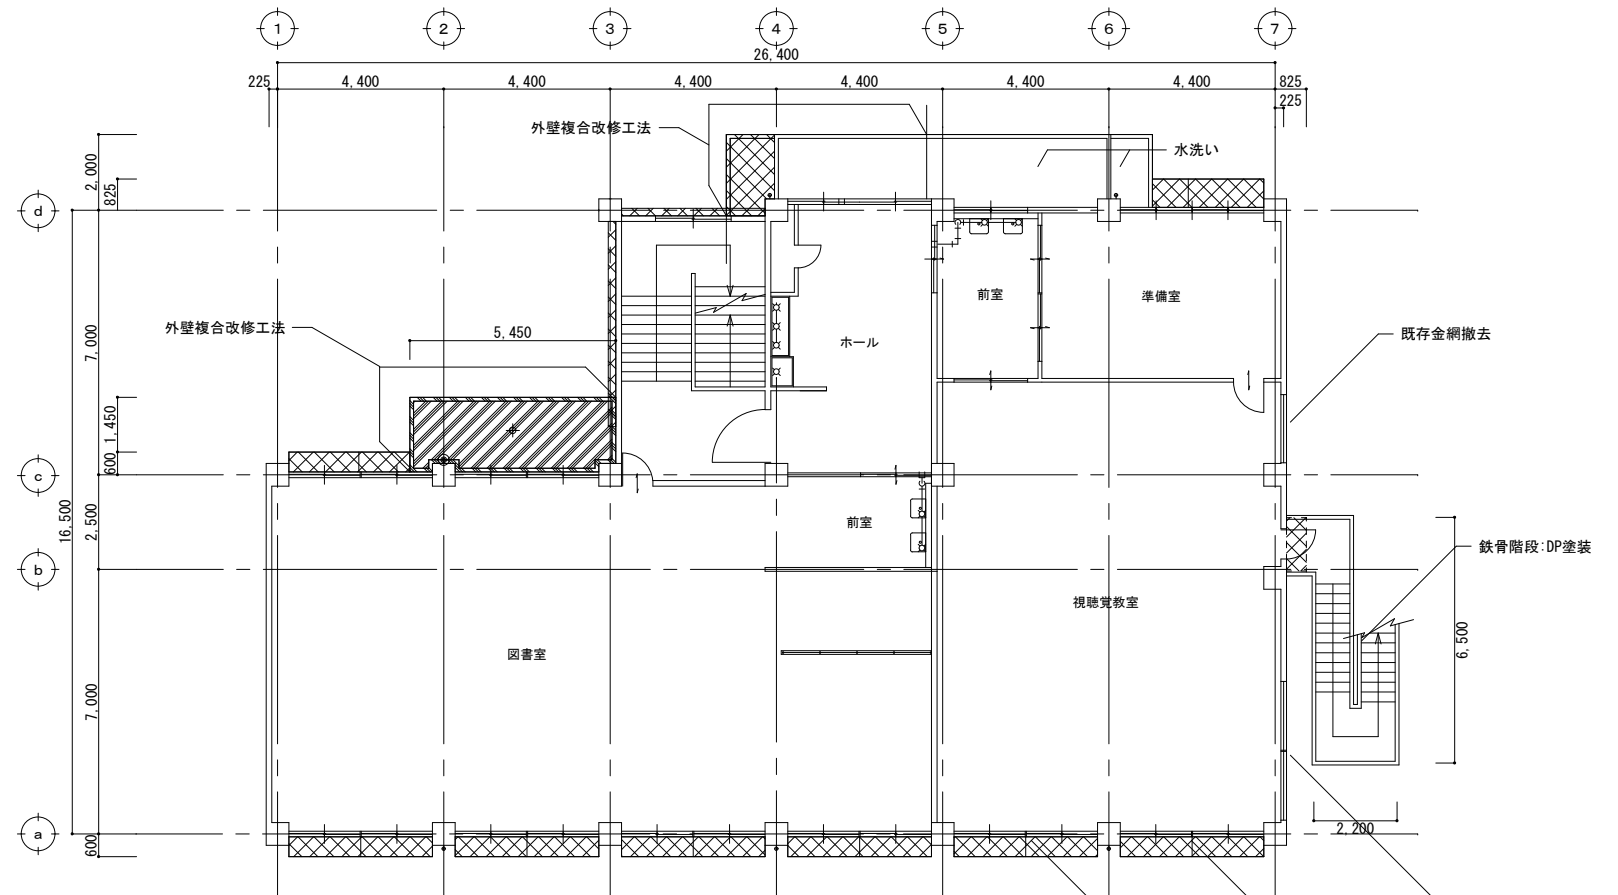 1 2 3 4 5 6 7
26,400
225 4,400 4,400 4,400 4,400 4,400 4,400 825
225
外壁複合改修工法
水洗い
2,000
825
d
前室
準備室
外壁複合改修工法
5,450
7,000
ホール
既存金網撤去
1,450
600
c
16,500
2,500
前室
鉄骨階段:DP塗装
b
視聴覚教室
6,500
図書室
7,000
2,200
a
600